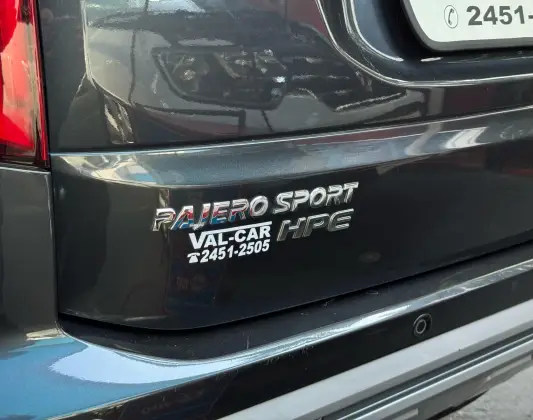 ✆ 2451-
PAJERO SPORT
VAL-CAR HPE
☎2451-2505